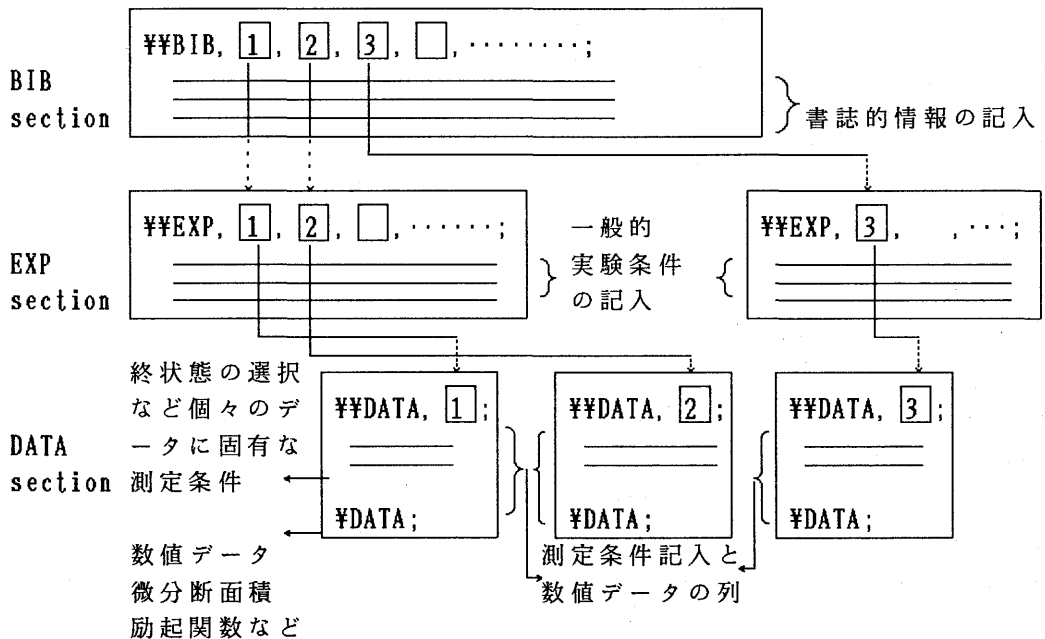 ¥¥BIB, 1, 2, 3, □, ········;
BIB
section
書誌的情報の記入
¥¥EXP, 1, 2, □, ······;
一般的
実験条件
の記入
¥¥EXP, 3, , ···;
EXP
section
終状態の選択
など個々のデ
ータに固有な
測定条件
DATA
section
¥¥DATA, 1;
¥DATA;
¥¥DATA, 2;
¥DATA;
¥¥DATA, 3;
¥DATA;
数値データ
微分断面積
励起関数など
測定条件記入と
数値データの列